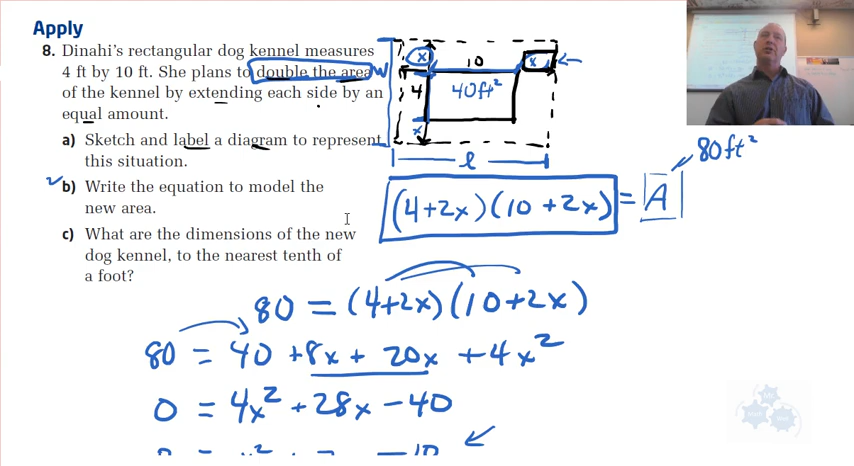 Apply
8. Dinahi's rectangular dog kennel measures
4 ft by 10 ft. She plans to double the area
of the kennel by extending each side by an
equal amount.
a) Sketch and label a diagram to represent
this situation.
b) Write the equation to model the
new area.
c) What are the dimensions of the new
dog kennel, to the nearest tenth of
a foot?
x 10 x
w 4 40ft²
x
l
(4+2x)(10+2x) = A
80ft²
80 = (4+2x)(10+2x)
80 = 40 +8x + 20x +4x²
0 = 4x² +28x -40